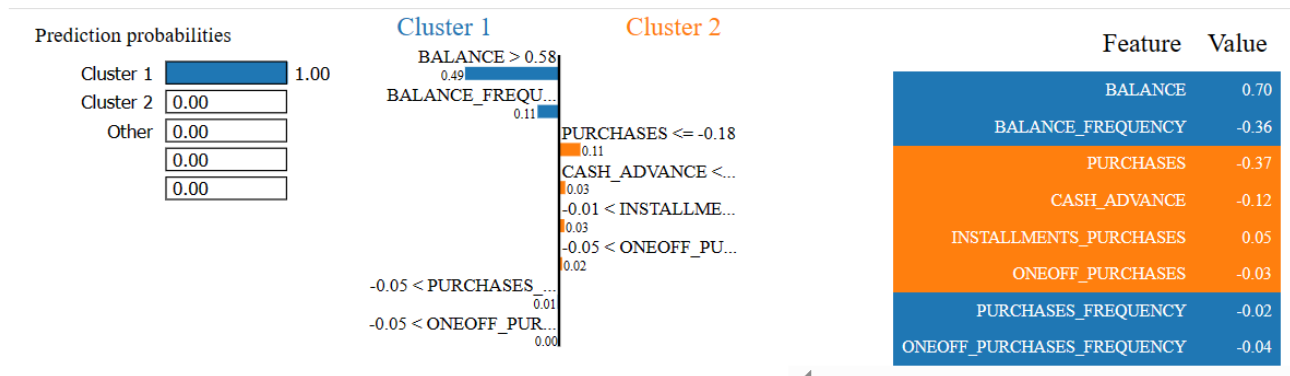 Prediction probabilities
Cluster 1 1.00
Cluster 2 0.00
Other 0.00
0.00
0.00
Cluster 1 Cluster 2
BALANCE > 0.58
0.49
BALANCE_FREQU...
0.11
PURCHASES <= -0.18
0.11
CASH_ADVANCE <...
0.03
-0.01 < INSTALLME...
0.03
-0.05 < ONEOFF_PU...
0.02
-0.05 < PURCHASES_...
0.01
-0.05 < ONEOFF_PUR...
0.00
Feature Value
BALANCE 0.70
BALANCE_FREQUENCY -0.36
PURCHASES -0.37
CASH_ADVANCE -0.12
INSTALLMENTS_PURCHASES 0.05
ONEOFF_PURCHASES -0.03
PURCHASES_FREQUENCY -0.02
ONEOFF_PURCHASES_FREQUENCY -0.04